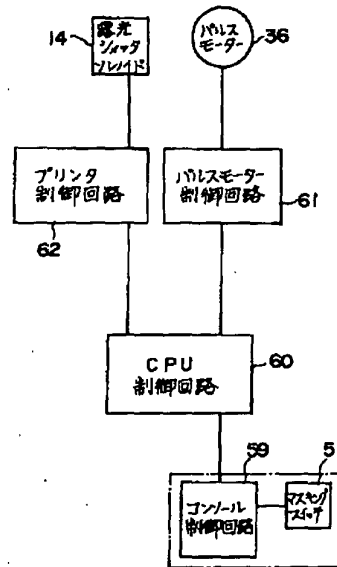 14
露光
シャッタ
ソレノイド
パルス
モーター
36
プリンタ
制御回路
62
パルスモーター
制御回路
61
CPU
制御回路
60
59
コンソール
制御回路
5
マスキング
スイッチ